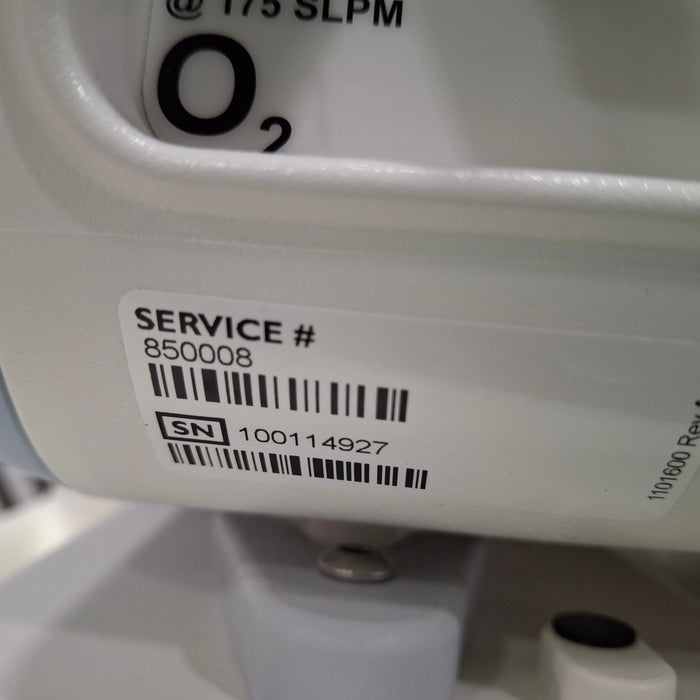 @ 175 SLPM
O2
SERVICE #
850008
SN 100114927
1101600 Rev A